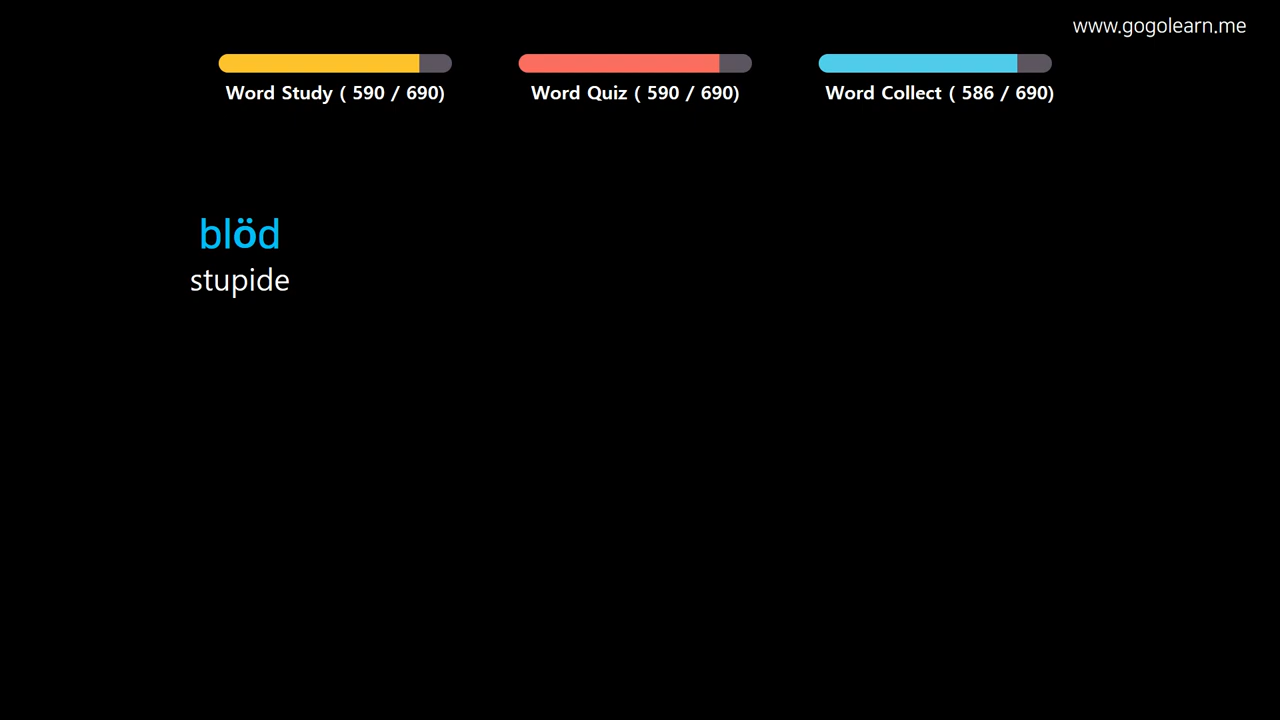 www.gogolearn.me
Word Study ( 590 / 690)
Word Quiz ( 590 / 690)
Word Collect ( 586 / 690)
blöd
stupide